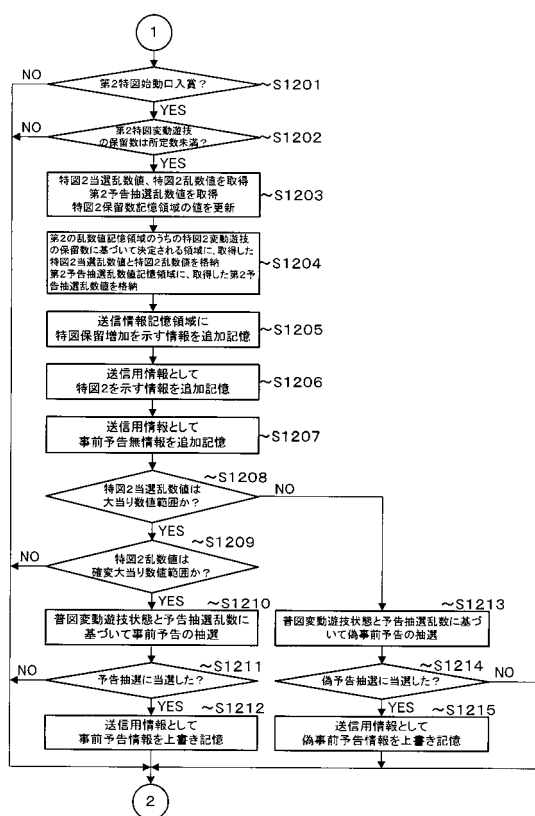 1
第2特図始動口入賞?
NO
~S1201
YES
第2特図変動遊技
の保留数は所定数未満?
NO
~S1202
YES
特図2当選乱数値、特図2乱数値を取得
第2予告抽選乱数値を取得
特図2保留数記憶領域の値を更新
~S1203
第2の乱数値記憶領域のうちの特図2変動遊技
の保留数に基づいて決定される領域に、取得した
特図2当選乱数値と特図2乱数値を格納
第2予告抽選乱数値記憶領域に、取得した第2予
告抽選乱数値を格納
~S1204
送信情報記憶領域に
特図保留増加を示す情報を追加記憶
~S1205
送信用情報として
特図2を示す情報を追加記憶
~S1206
送信用情報として
事前予告無情報を追加記憶
~S1207
~S1208
特図2当選乱数値は
大当り数値範囲か?
NO
YES
~S1209
特図2乱数値は
確変大当り数値範囲か?
NO
YES
~S1210
普図変動遊技状態と予告抽選乱数に
基づいて事前予告の抽選
~S1213
普図変動遊技状態と予告抽選乱数に基づ
いて偽事前予告の抽選
~S1211
予告抽選に当選した?
NO
YES
~S1214
偽予告抽選に当選した?
NO
YES
~S1212
送信用情報として
事前予告情報を上書き記憶
~S1215
送信用情報として
偽事前予告情報を上書き記憶
2